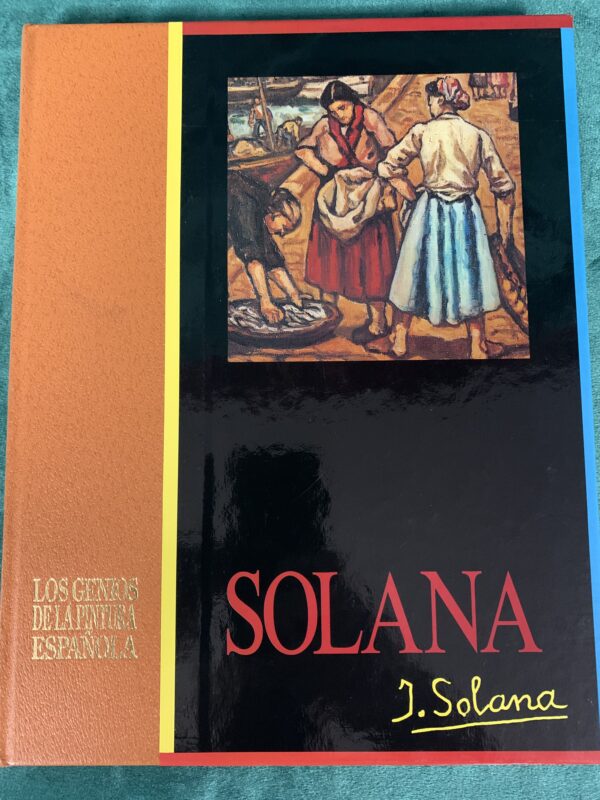 LOS GENIOS
DE LA PINTURA
ESPAÑOLA
SOLANA
J. Solana